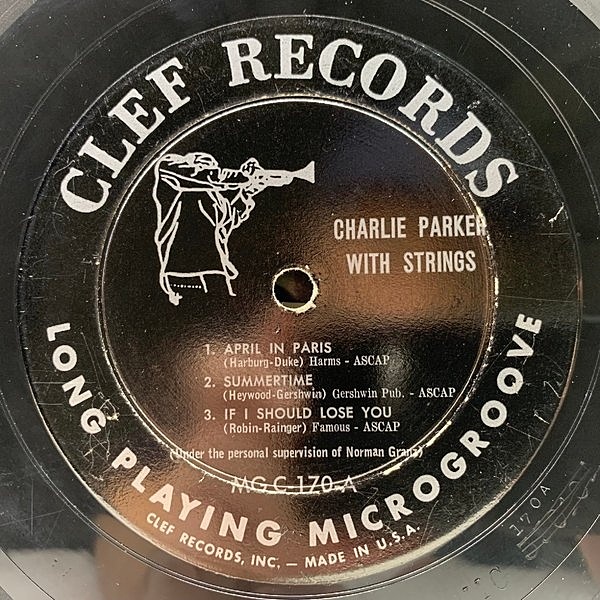 CLEF RECORDS
CHARLIE PARKER
WITH STRINGS
1. APRIL IN PARIS
(Harburg-Duke) Harms - ASCAP
2. SUMMERTIME
(Heywood-Gershwin) Gershwin Pub. - ASCAP
3. IF I SHOULD LOSE YOU
(Robin-Rainger) Famous - ASCAP
(Under the personal supervision of Norman Granz)
MG C 170-A
LONG PLAYING MICROGROOVE
CLEF RECORDS, INC. — MADE IN U.S.A.
170A